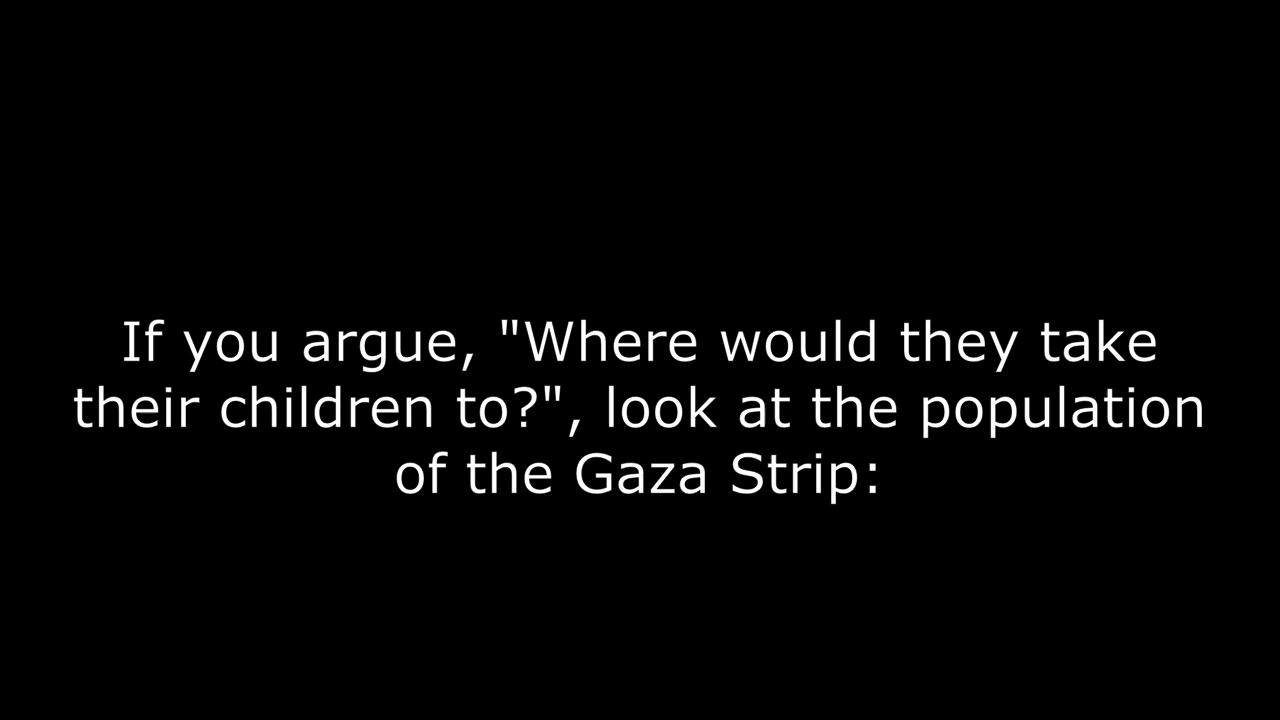 If you argue, "Where would they take
their children to?", look at the population
of the Gaza Strip: